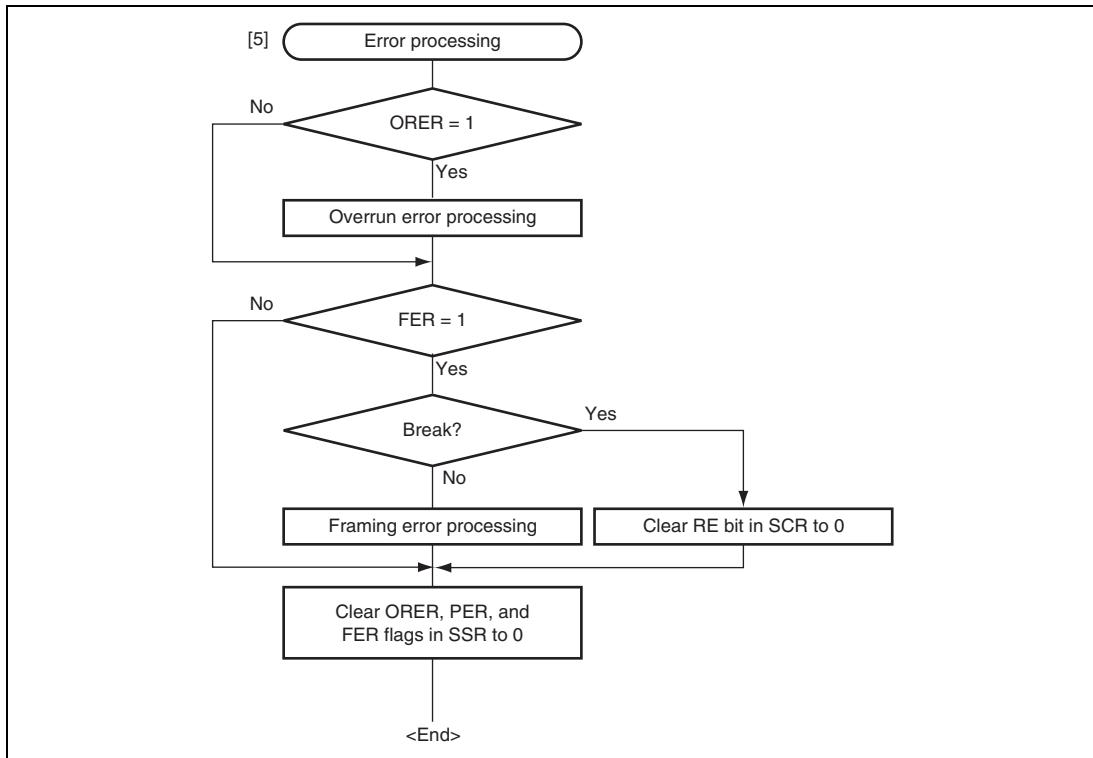 [5] Error processing
No
ORER = 1
Yes
Overrun error processing
No
FER = 1
Yes
Yes
Break?
No
Framing error processing
Clear RE bit in SCR to 0
Clear ORER, PER, and
FER flags in SSR to 0
<End>